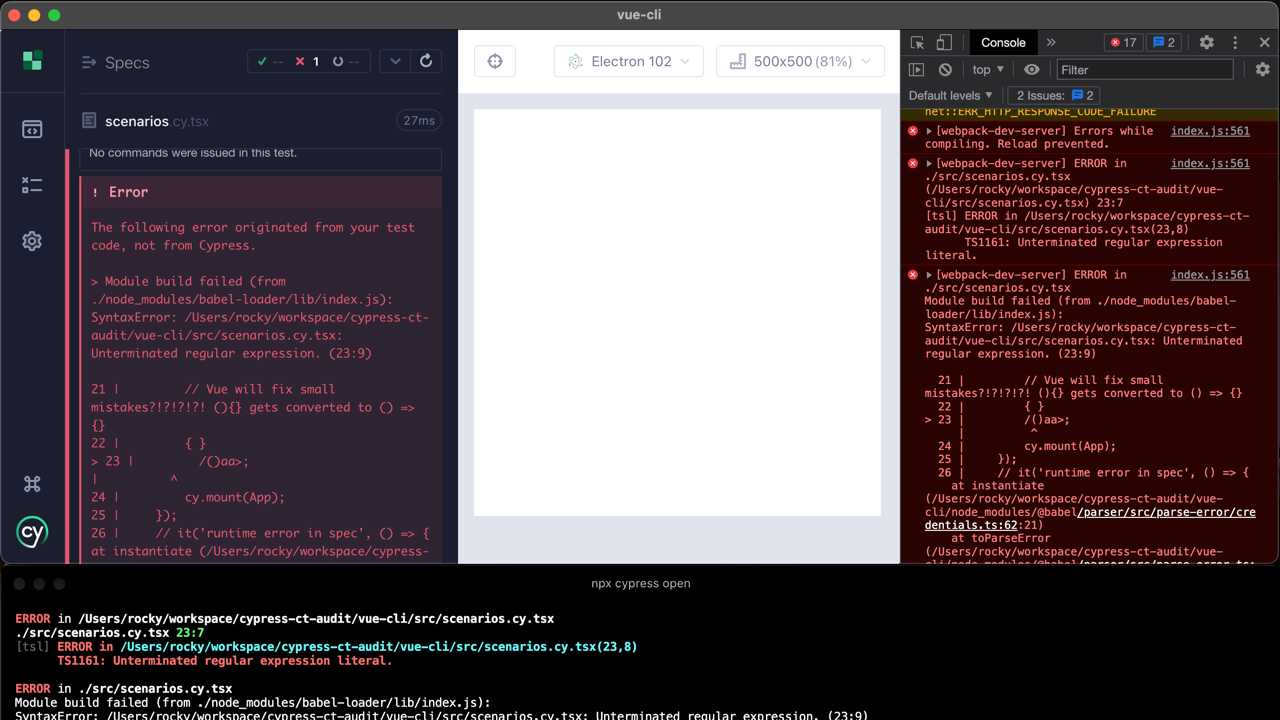 vue-cli
Specs
-- 1 --
scenarios.cy.tsx
27ms
No commands were issued in this test.
! Error
The following error originated from your test
code, not from Cypress.
> Module build failed (from
./node_modules/babel-loader/lib/index.js):
SyntaxError: /Users/rocky/workspace/cypress-ct-
audit/vue-cli/src/scenarios.cy.tsx:
Unterminated regular expression. (23:9)
21 | // Vue will fix small
mistakes?!?!?!?! (){} gets converted to () =>
{}
22 | { }
> 23 | /()aa>;
| ^
24 | cy.mount(App);
25 | });
26 | // it('runtime error in spec', () => {
at instantiate (/Users/rocky/workspace/cypress-
cy
Electron 102
500x500 (81%)
Console
»
17
2
top
Filter
Default levels
2 Issues: 2
net::ERR_HTTP_RESPONSE_CODE_FAILURE
[webpack-dev-server] Errors while index.js:561
compiling. Reload prevented.
[webpack-dev-server] ERROR in index.js:561
./src/scenarios.cy.tsx
(/Users/rocky/workspace/cypress-ct-audit/vue-
cli/src/scenarios.cy.tsx) 23:7
[tsl] ERROR in /Users/rocky/workspace/cypress-ct-
audit/vue-cli/src/scenarios.cy.tsx(23,8)
TS1161: Unterminated regular expression
literal.
[webpack-dev-server] ERROR in index.js:561
./src/scenarios.cy.tsx
Module build failed (from ./node_modules/babel-
loader/lib/index.js):
SyntaxError: /Users/rocky/workspace/cypress-ct-
audit/vue-cli/src/scenarios.cy.tsx: Unterminated
regular expression. (23:9)
21 | // Vue will fix small
mistakes?!?!?!?! (){} gets converted to () => {}
22 | { }
> 23 | /()aa>;
| ^
24 | cy.mount(App);
25 | });
26 | // it('runtime error in spec', () => {
at instantiate
(/Users/rocky/workspace/cypress-ct-audit/vue-
cli/node_modules/@babel/parser/src/parse-error/cre
dentials.ts:62:21)
at toParseError
(/Users/rocky/workspace/cypress-ct-audit/vue-
cli/node_modules/@babel/parser/src/parse-error.ts:
npx cypress open
ERROR in /Users/rocky/workspace/cypress-ct-audit/vue-cli/src/scenarios.cy.tsx
./src/scenarios.cy.tsx 23:7
[tsl] ERROR in /Users/rocky/workspace/cypress-ct-audit/vue-cli/src/scenarios.cy.tsx(23,8)
TS1161: Unterminated regular expression literal.
ERROR in ./src/scenarios.cy.tsx
Module build failed (from ./node_modules/babel-loader/lib/index.js):
SyntaxError: /Users/rocky/workspace/cypress-ct-audit/vue-cli/src/scenarios.cy.tsx: Unterminated regular expression. (23:9)